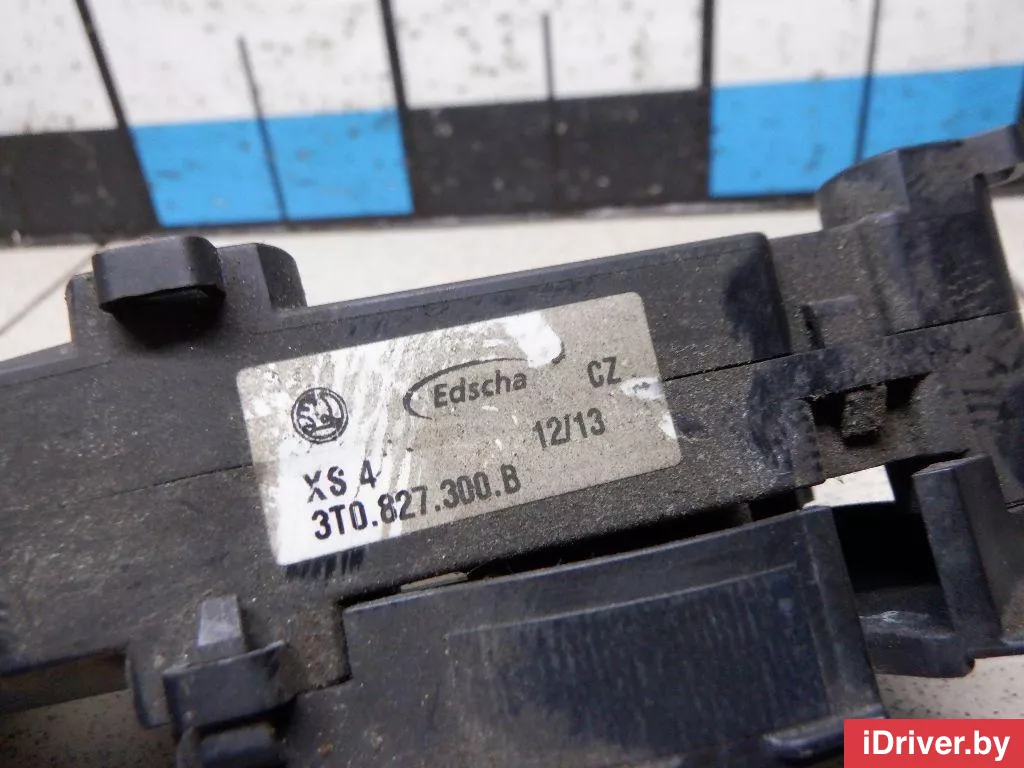 Edscha CZ
12/13
XS 4
3T0.827.300.B
iDriver.by